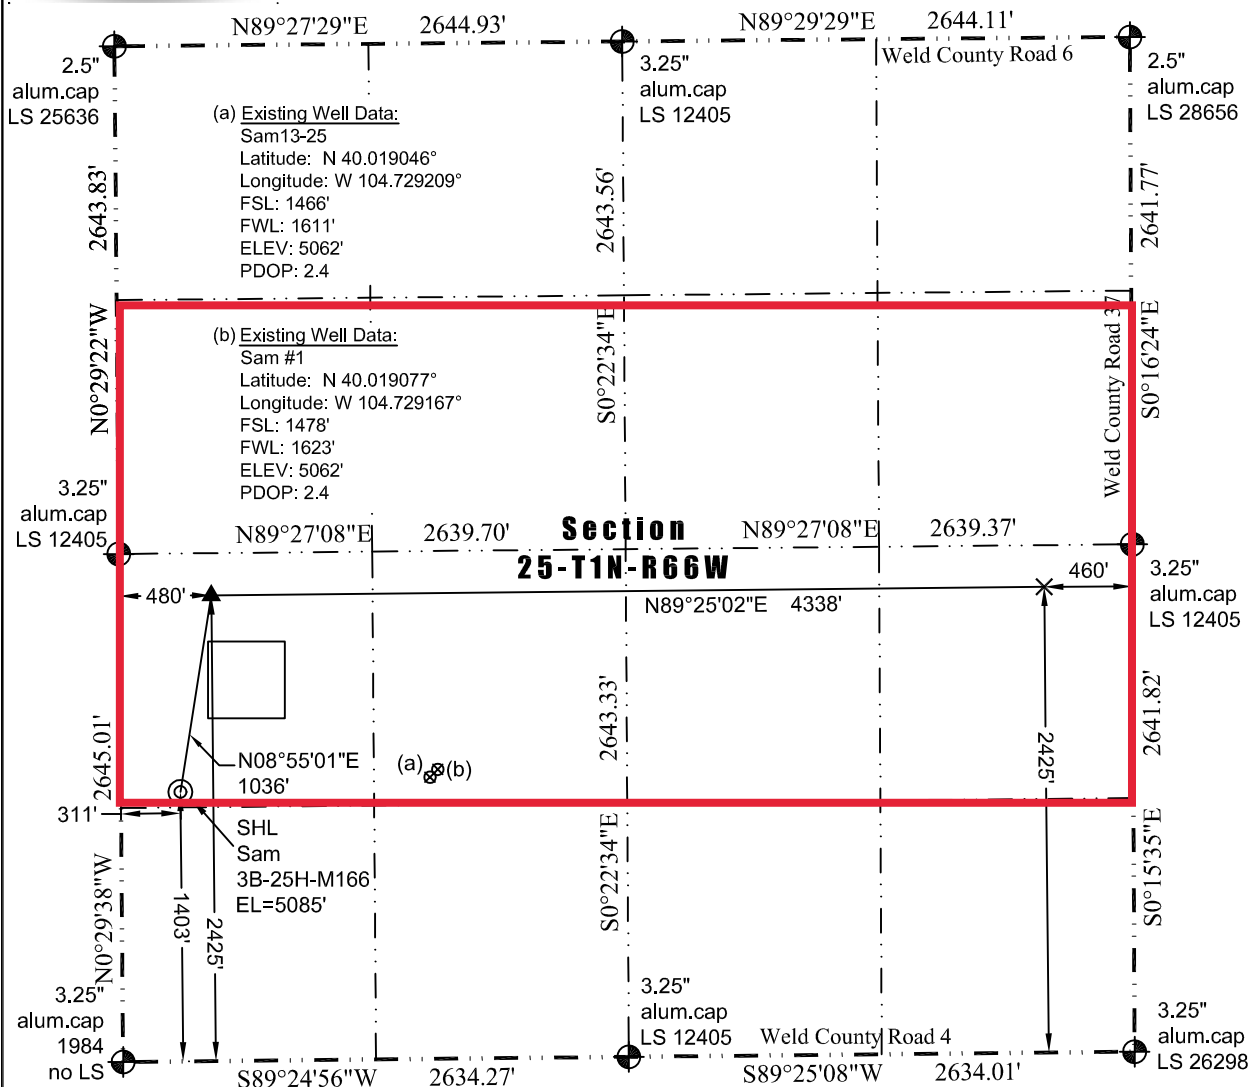 N89°27'29"E 2644.93' N89°29'29"E 2644.11'
Weld County Road 6
2.5"
alum.cap
LS 25636
3.25"
alum.cap
LS 12405
2.5"
alum.cap
LS 28656
(a) Existing Well Data:
Sam13-25
Latitude: N 40.019046°
Longitude: W 104.729209°
FSL: 1466'
FWL: 1611'
ELEV: 5062'
PDOP: 2.4
2643.83'
2643.56'
2641.77'
N0°29'22"W
S0°22'34"E
Weld County Road 37
S0°16'24"E
(b) Existing Well Data:
Sam #1
Latitude: N 40.019077°
Longitude: W 104.729167°
FSL: 1478'
FWL: 1623'
ELEV: 5062'
PDOP: 2.4
3.25"
alum.cap
LS 12405
N89°27'08"E 2639.70' Section N89°27'08"E 2639.37'
25-T1N-R66W
480'
N89°25'02"E 4338'
460'
3.25"
alum.cap
LS 12405
2645.01'
2643.33'
2641.82'
2425'
N08°55'01"E
1036'
(a) (b)
311'
SHL
Sam
3B-25H-M166
EL=5085'
1403'
2425'
N0°29'38"W
S0°22'34"E
S0°15'35"E
3.25"
alum.cap
1984
no LS
3.25"
alum.cap
LS 12405
Weld County Road 4
3.25"
alum.cap
LS 26298
S89°24'56"W 2634.27' S89°25'08"W 2634.01'